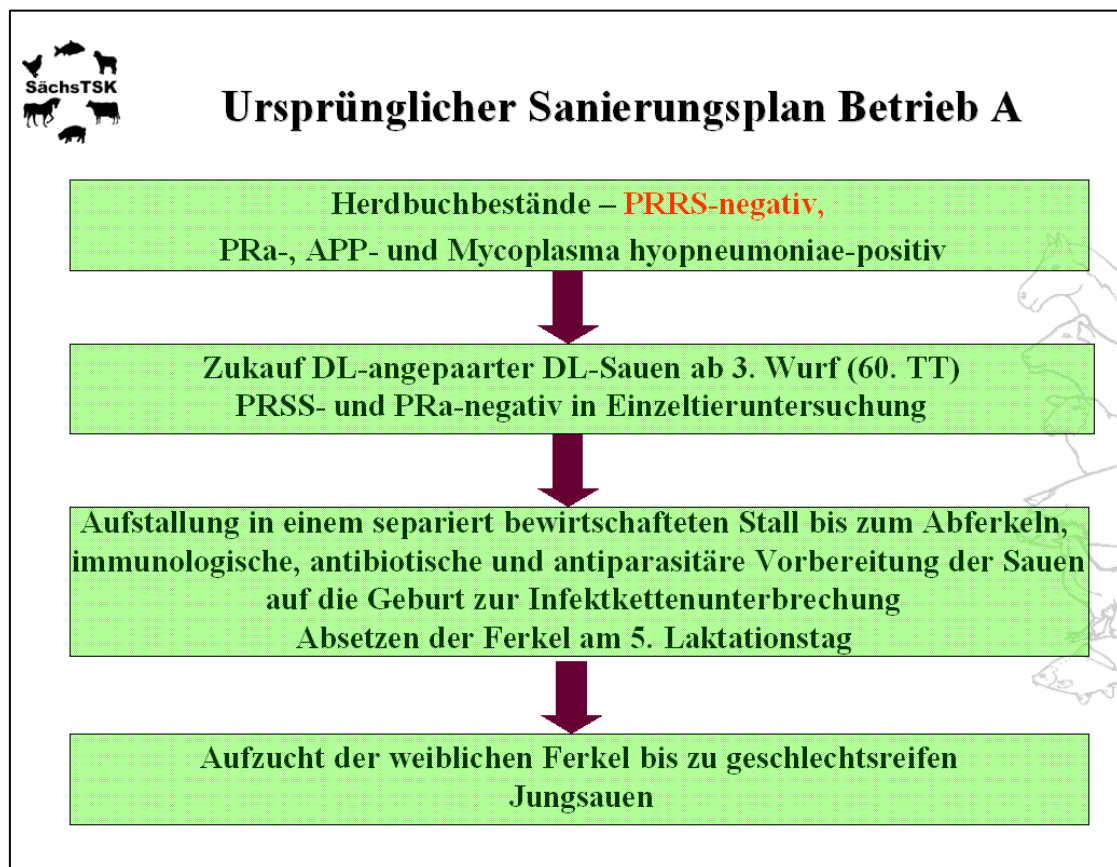 SächsTSK
Ursprünglicher Sanierungsplan Betrieb A
Herdbuchbestände – PRRS-negativ,
PRa-, APP- und Mycoplasma hyopneumoniae-positiv
Zukauf DL-angepaarter DL-Sauen ab 3. Wurf (60. TT)
PRSS- und PRa-negativ in Einzeltieruntersuchung
Aufstallung in einem separiert bewirtschafteten Stall bis zum Abferkeln,
immunologische, antibiotische und antiparasitäre Vorbereitung der Sauen
auf die Geburt zur Infektkettenunterbrechung
Absetzen der Ferkel am 5. Laktationstag
Aufzucht der weiblichen Ferkel bis zu geschlechtsreifen
Jungsauen